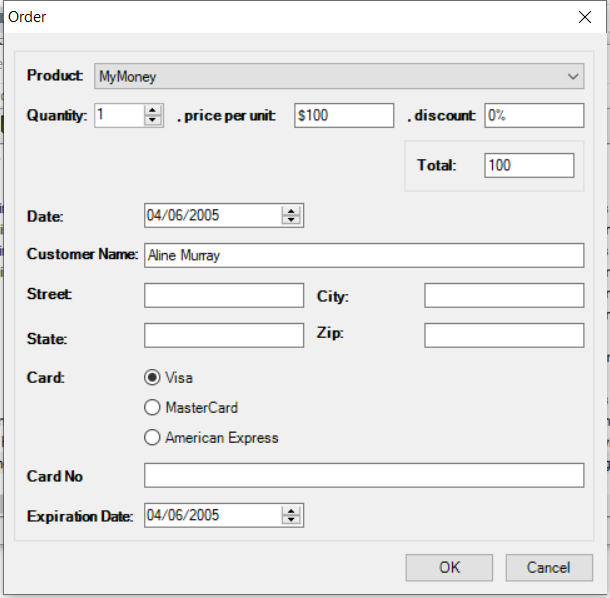 Order
Product: MyMoney
Quantity: 1 , price per unit: $100 , discount: 0%
Total: 100
Date: 04/06/2005
Customer Name: Aline Murray
Street: City:
State: Zip:
Card: Visa
MasterCard
American Express
Card No
Expiration Date: 04/06/2005
OK Cancel